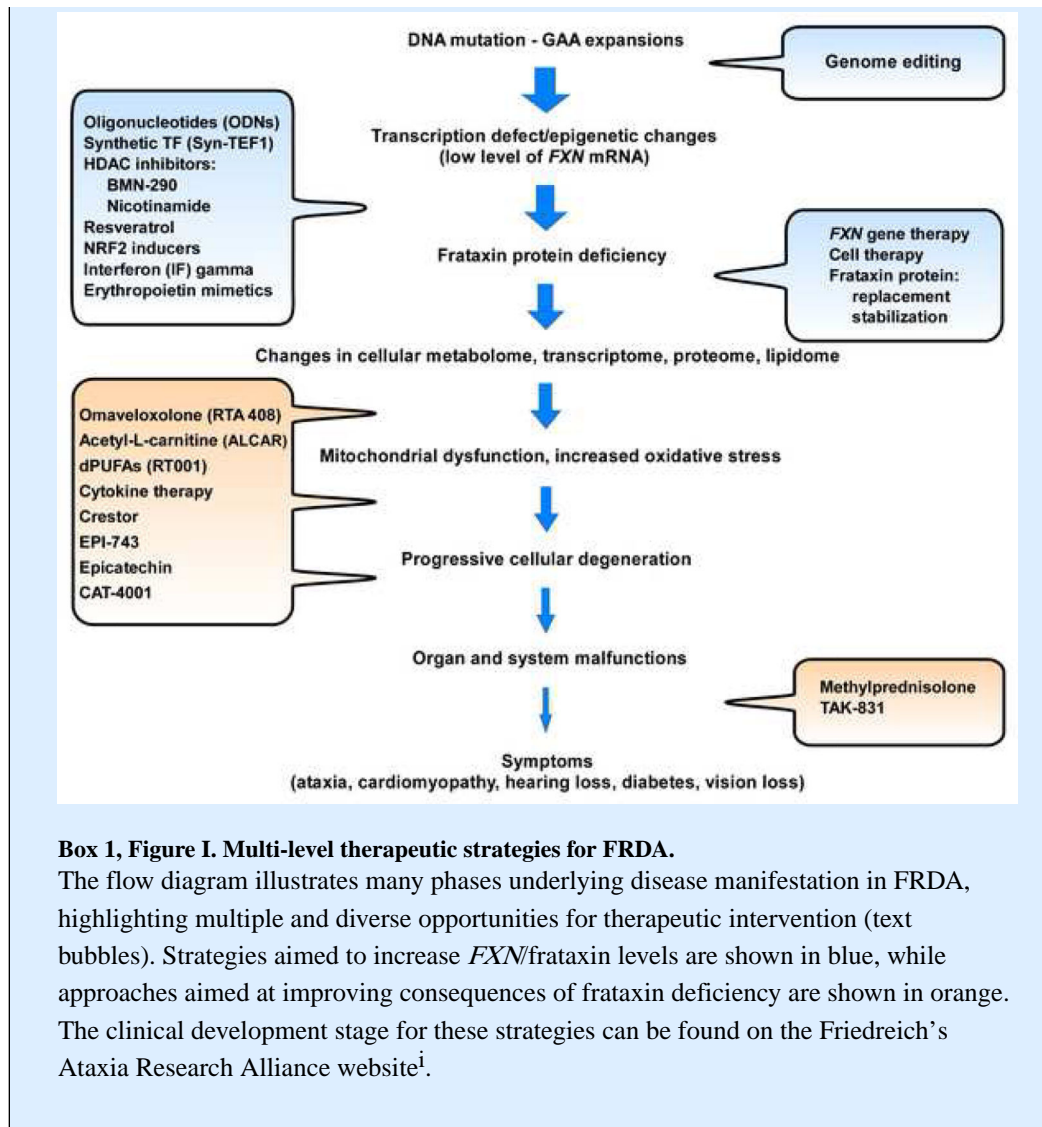 DNA mutation - GAA expansions
Genome editing
Oligonucleotides (ODNs)
Synthetic TF (Syn-TEF1)
HDAC inhibitors:
BMN-290
Nicotinamide
Resveratrol
NRF2 inducers
Interferon (IF) gamma
Erythropoietin mimetics
Transcription defect/epigenetic changes
(low level of FXN mRNA)
Frataxin protein deficiency
FXN gene therapy
Cell therapy
Frataxin protein:
replacement
stabilization
Changes in cellular metabolome, transcriptome, proteome, lipidome
Omaveloxolone (RTA 408)
Acetyl-L-carnitine (ALCAR)
dPUFAs (RT001)
Cytokine therapy
Crestor
EPI-743
Epicatechin
CAT-4001
Mitochondrial dysfunction, increased oxidative stress
Progressive cellular degeneration
Organ and system malfunctions
Methylprednisolone
TAK-831
Symptoms
(ataxia, cardiomyopathy, hearing loss, diabetes, vision loss)
Box 1, Figure I. Multi-level therapeutic strategies for FRDA.
The flow diagram illustrates many phases underlying disease manifestation in FRDA,
highlighting multiple and diverse opportunities for therapeutic intervention (text
bubbles). Strategies aimed to increase FXN/frataxin levels are shown in blue, while
approaches aimed at improving consequences of frataxin deficiency are shown in orange.
The clinical development stage for these strategies can be found on the Friedreich's
Ataxia Research Alliance website^i.